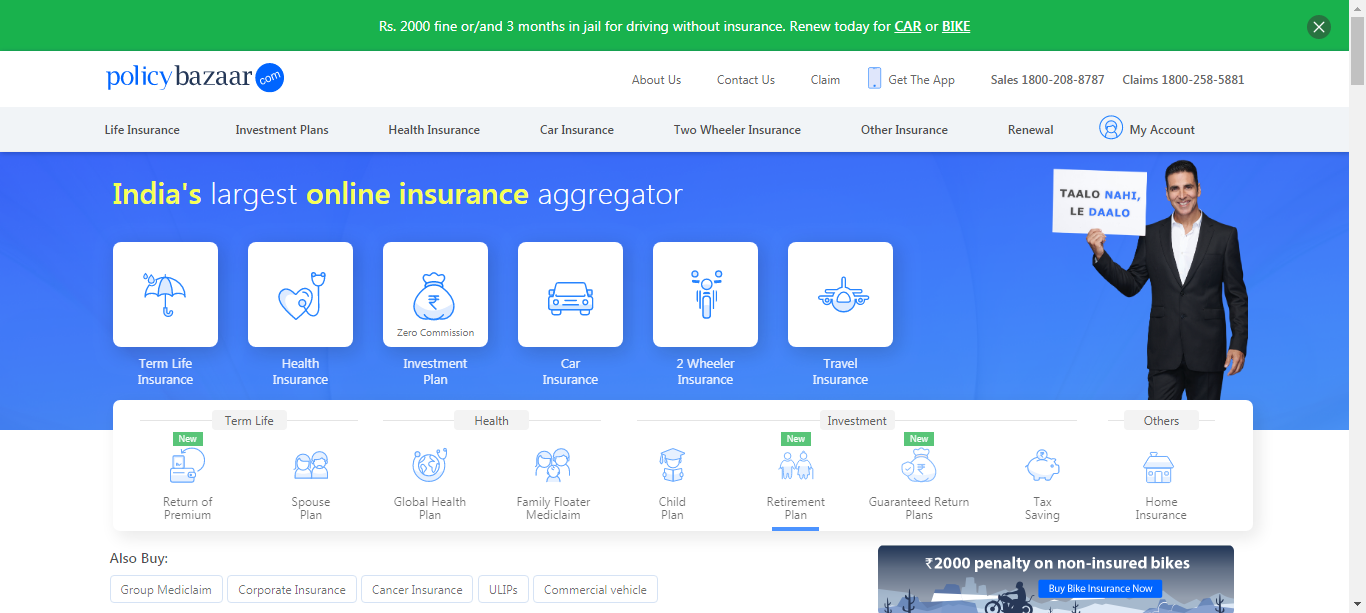 Rs. 2000 fine or/and 3 months in jail for driving without insurance. Renew today for CAR or BIKE
policybazaar.com
About Us
Contact Us
Claim
Get The App
Sales 1800-208-8787
Claims 1800-258-5881
Life Insurance
Investment Plans
Health Insurance
Car Insurance
Two Wheeler Insurance
Other Insurance
Renewal
My Account
India's largest online insurance aggregator
TAALO NAHI,
LE DAALO
Zero Commission
Term Life
Insurance
Health
Insurance
Investment
Plan
Car
Insurance
2 Wheeler
Insurance
Travel
Insurance
Term Life
Health
Investment
Others
New
Return of
Premium
Spouse
Plan
Global Health
Plan
Family Floater
Mediclaim
Child
Plan
New
Retirement
Plan
New
Guaranteed Return
Plans
Tax
Saving
Home
Insurance
Also Buy:
Group Mediclaim
Corporate Insurance
Cancer Insurance
ULIPs
Commercial vehicle
₹2000 penalty on non-insured bikes
Buy Bike Insurance Now